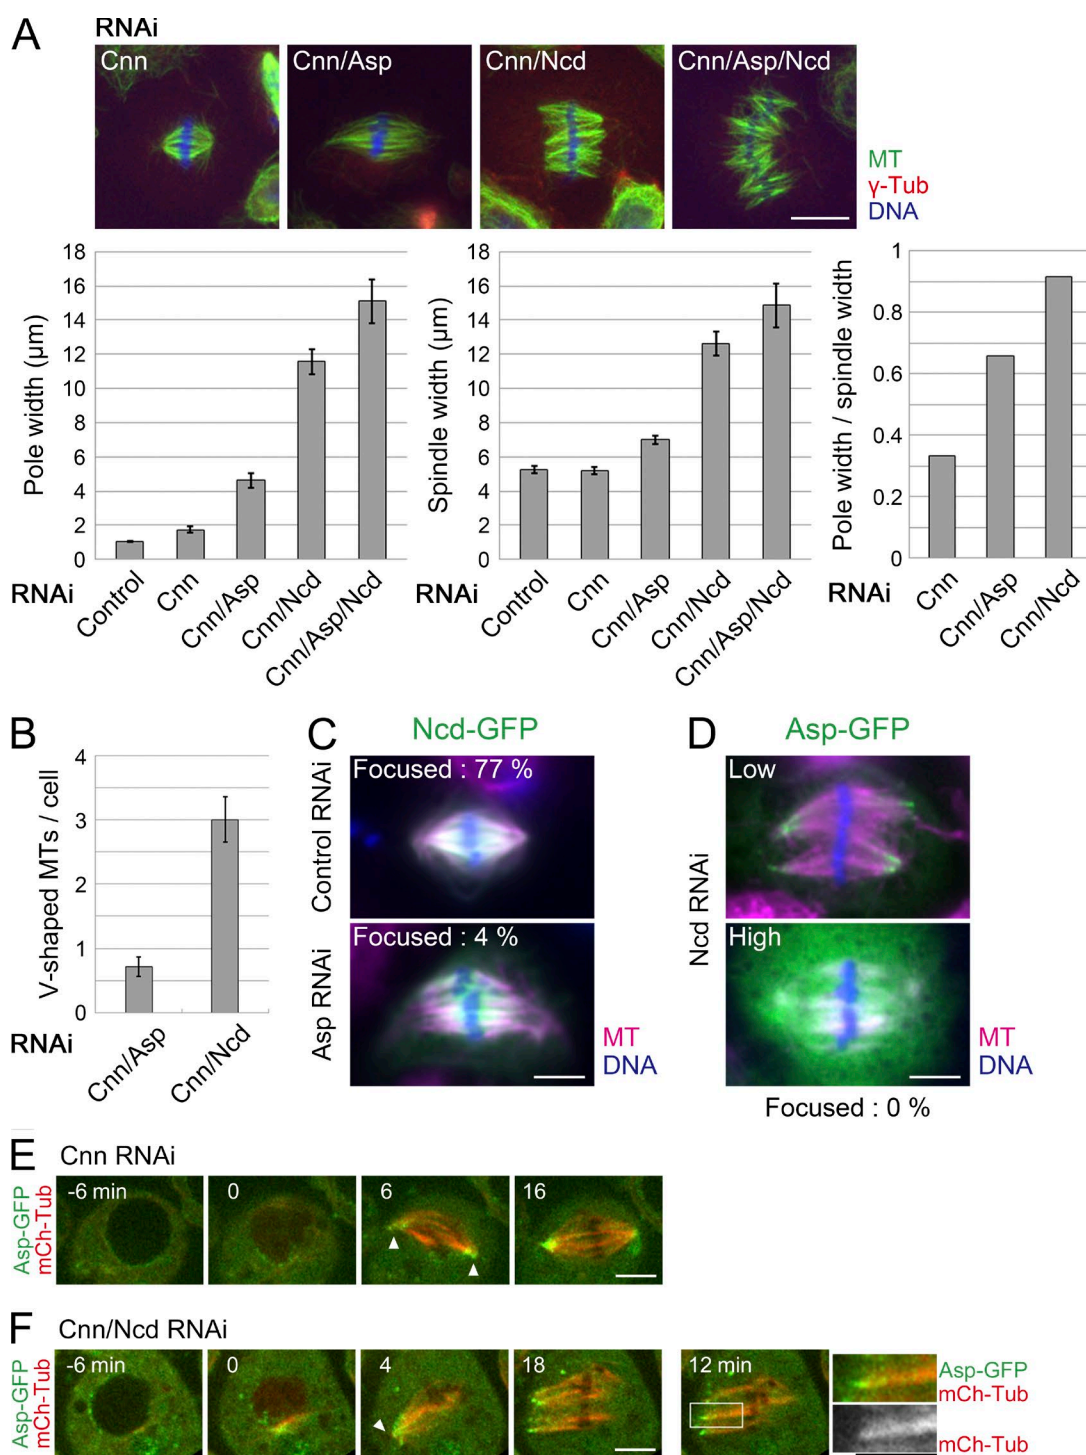 A
RNAi
Cnn
Cnn/Asp
Cnn/Ncd
Cnn/Asp/Ncd
MT
γ-Tub
DNA
Pole width (μm)
18
16
14
12
10
8
6
4
2
0
RNAi
Control
Cnn
Cnn/Asp
Cnn/Ncd
Cnn/Asp/Ncd
Spindle width (μm)
18
16
14
12
10
8
6
4
2
0
RNAi
Control
Cnn
Cnn/Asp
Cnn/Ncd
Cnn/Asp/Ncd
Pole width / spindle width
1
0.8
0.6
0.4
0.2
0
RNAi
Cnn
Cnn/Asp
Cnn/Ncd
B
V-shaped MTs / cell
4
3
2
1
0
RNAi
Cnn/Asp
Cnn/Ncd
C
Ncd-GFP
Control RNAi
Focused : 77 %
Asp RNAi
Focused : 4 %
MT
DNA
D
Asp-GFP
Ncd RNAi
Low
High
MT
DNA
Focused : 0 %
E
Cnn RNAi
Asp-GFP
mCh-Tub
-6 min
0
6
16
F
Cnn/Ncd RNAi
Asp-GFP
mCh-Tub
-6 min
0
4
18
12 min
Asp-GFP
mCh-Tub
mCh-Tub